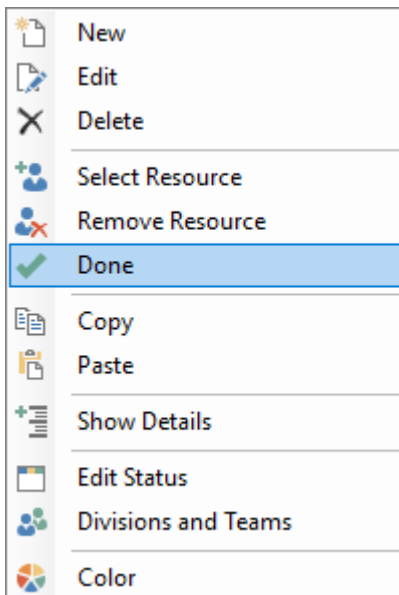 New
Edit
Delete
Select Resource
Remove Resource
Done
Copy
Paste
Show Details
Edit Status
Divisions and Teams
Color